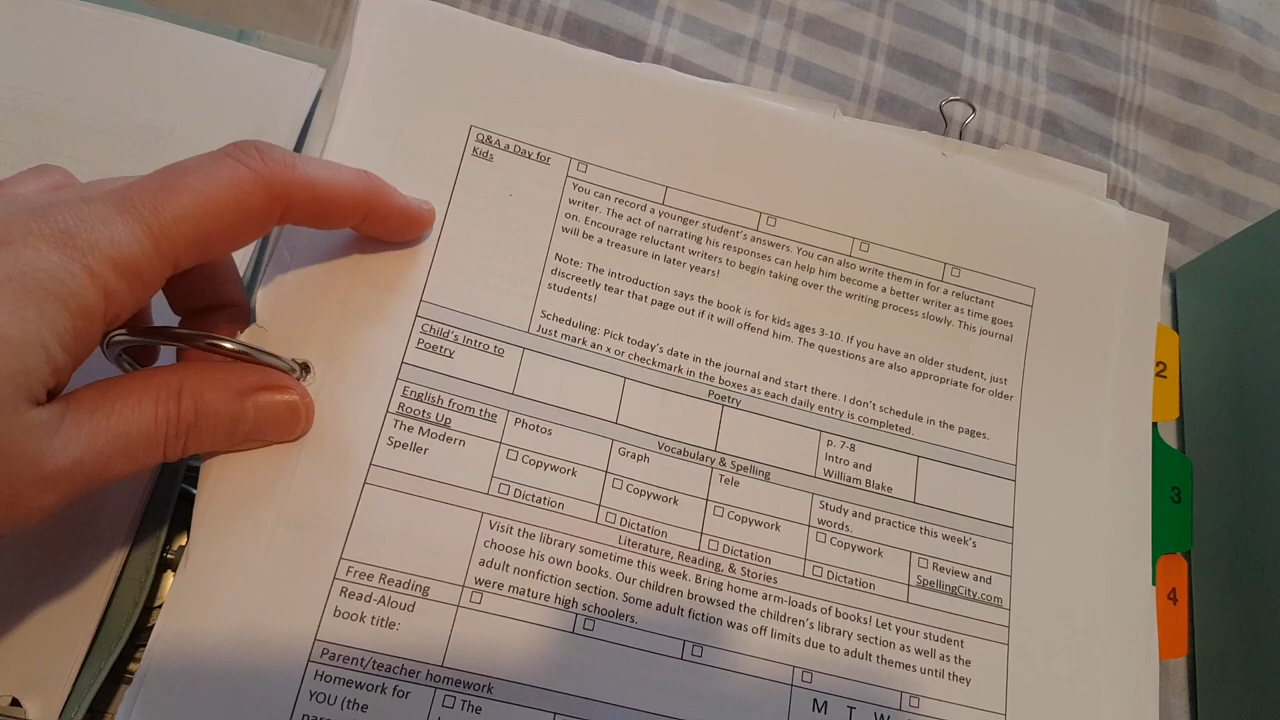 Q&A a Day for
Kids
☐ ☐ ☐ ☐
You can record a younger student's answers. You can also write them in for a reluctant
writer. The act of narrating his responses can help him become a better writer as time goes
on. Encourage reluctant writers to begin taking over the writing process slowly. This journal
will be a treasure in later years!
Note: The introduction says the book is for kids ages 3-10. If you have an older student, just
discreetly tear that page out if it will offend him. The questions are also appropriate for older
students!
Scheduling: Pick today's date in the journal and start there. I don't schedule in the pages.
Just mark an x or checkmark in the boxes as each daily entry is completed.
Poetry
Child's Intro to
Poetry
p. 7-8
Intro and
William Blake
Vocabulary & Spelling
English from the
Roots Up
Photos
Graph
Tele
Study and practice this week's
words.
The Modern
Speller
☐ Copywork
☐ Dictation
☐ Copywork
☐ Dictation
☐ Copywork
☐ Dictation
☐ Copywork
☐ Dictation
☐ Review and
SpellingCity.com
Literature, Reading, & Stories
Visit the library sometime this week. Bring home arm-loads of books! Let your student
choose his own books. Our children browsed the children's library section as well as the
adult nonfiction section. Some adult fiction was off limits due to adult themes until they
were mature high schoolers.
Free Reading
☐ ☐ ☐ ☐ ☐
Read-Aloud
book title:
M T W
Parent/teacher homework
Homework for
YOU (the
☐ The
2
3
4